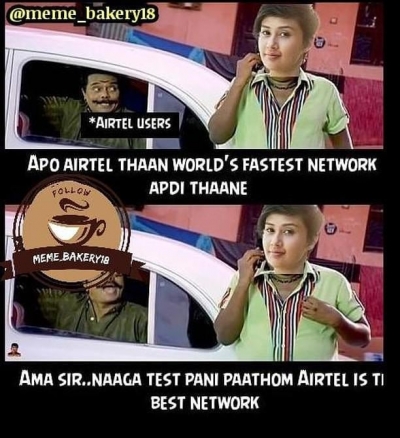 @meme_bakery18
*AIRTEL USERS
APO AIRTEL THAAN WORLD'S FASTEST NETWORK
APDI THAANE
FOLLOW
MEME_BAKERY18
AMA SIR..NAAGA TEST PANI PAATHOM AIRTEL IS
BEST NETWORK